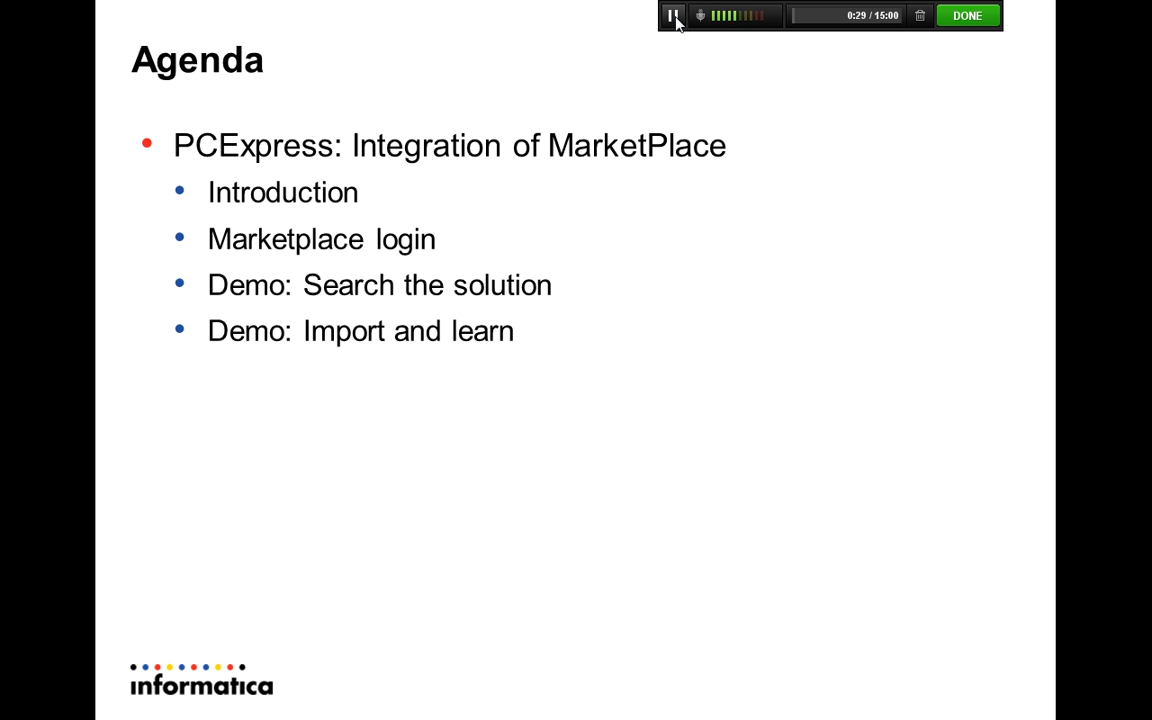 0:29 / 15:00 DONE
Agenda
PCExpress: Integration of MarketPlace
Introduction
Marketplace login
Demo: Search the solution
Demo: Import and learn
informatica